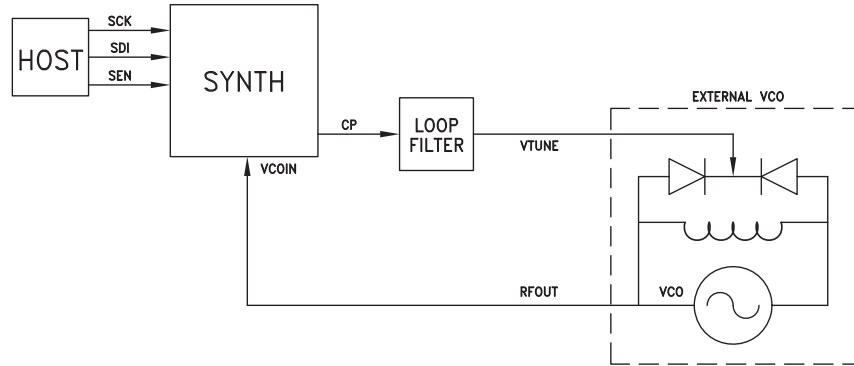 SCK
HOST
SDI
SEN
SYNTH
CP
LOOP
FILTER
VTUNE
EXTERNAL VCO
VCOIN
RFOUT
VCO